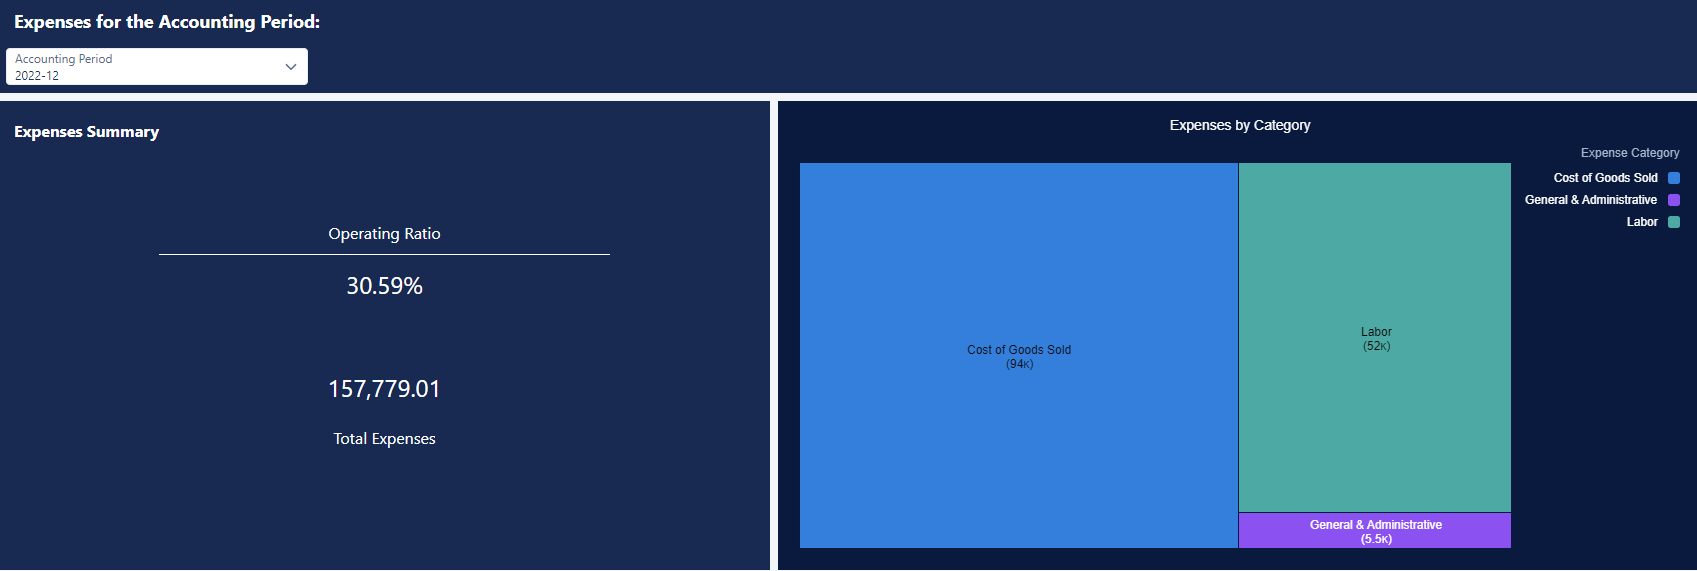 Expenses for the Accounting Period:
Accounting Period
2022-12
Expenses Summary
Operating Ratio
30.59%
157,779.01
Total Expenses
Expenses by Category
Expense Category
Cost of Goods Sold
General & Administrative
Labor
Cost of Goods Sold
(94K)
Labor
(52K)
General & Administrative
(5.5K)